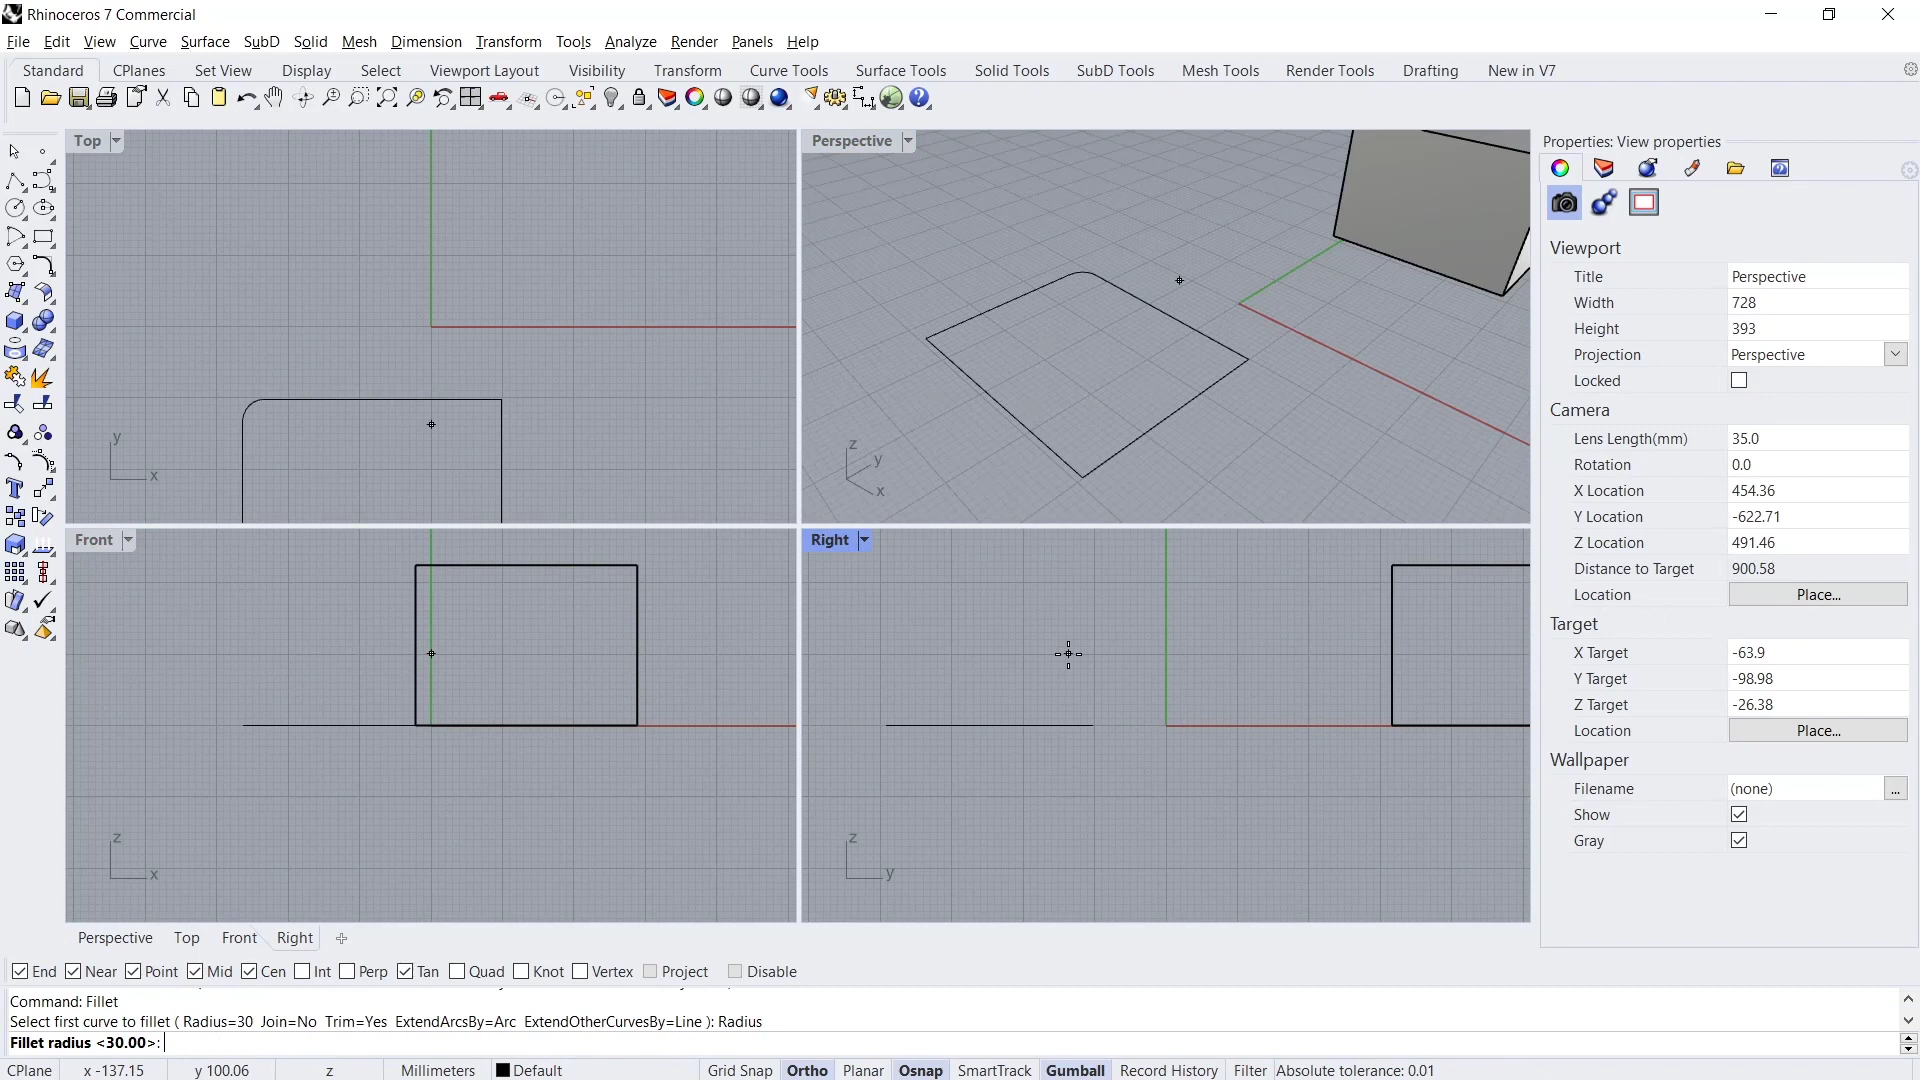 Rhinoceros 7 Commercial
File Edit View Curve Surface SubD Solid Mesh Dimension Transform Tools Analyze Render Panels Help
Standard CPlanes Set View Display Select Viewport Layout Visibility Transform Curve Tools Surface Tools Solid Tools SubD Tools Mesh Tools Render Tools Drafting New in V7
Top
y
x
Perspective
z
y
x
Front
z
x
Right
z
y
Properties: View properties
Viewport
Title Perspective
Width 728
Height 393
Projection Perspective
Locked
Camera
Lens Length(mm) 35.0
Rotation 0.0
X Location 454.36
Y Location -622.71
Z Location 491.46
Distance to Target 900.58
Location Place...
Target
X Target -63.9
Y Target -98.98
Z Target -26.38
Location Place...
Wallpaper
Filename (none) ...
Show
Gray
Perspective Top Front Right
End Near Point Mid Cen Int Perp Tan Quad Knot Vertex Project Disable
Command: Fillet
Select first curve to fillet ( Radius=30 Join=No Trim=Yes ExtendArcsBy=Arc ExtendOtherCurvesBy=Line ): Radius
Fillet radius <30.00>:
CPlane x -137.15 y 100.06 z Millimeters Default Grid Snap Ortho Planar Osnap SmartTrack Gumball Record History Filter Absolute tolerance: 0.01